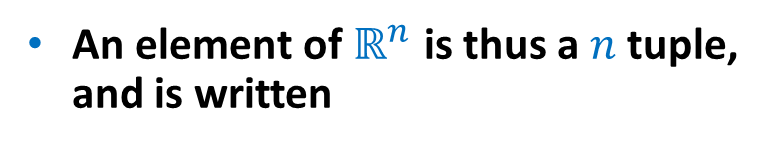 • An element of ℝⁿ is thus a n tuple,
and is written